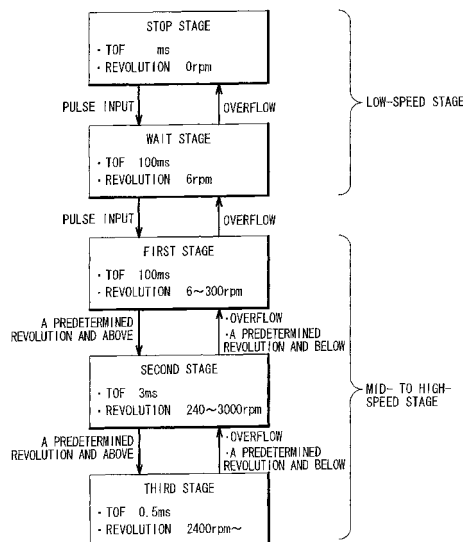 STOP STAGE
· TOF ms
· REVOLUTION 0rpm
PULSE INPUT
OVERFLOW
LOW-SPEED STAGE
WAIT STAGE
· TOF 100ms
· REVOLUTION 6rpm
PULSE INPUT
OVERFLOW
FIRST STAGE
· TOF 100ms
· REVOLUTION 6～300rpm
A PREDETERMINED
REVOLUTION AND ABOVE
·OVERFLOW
·A PREDETERMINED
REVOLUTION AND BELOW
SECOND STAGE
· TOF 3ms
· REVOLUTION 240～3000rpm
MID- TO HIGH-
SPEED STAGE
A PREDETERMINED
REVOLUTION AND ABOVE
·OVERFLOW
·A PREDETERMINED
REVOLUTION AND BELOW
THIRD STAGE
· TOF 0.5ms
· REVOLUTION 2400rpm～